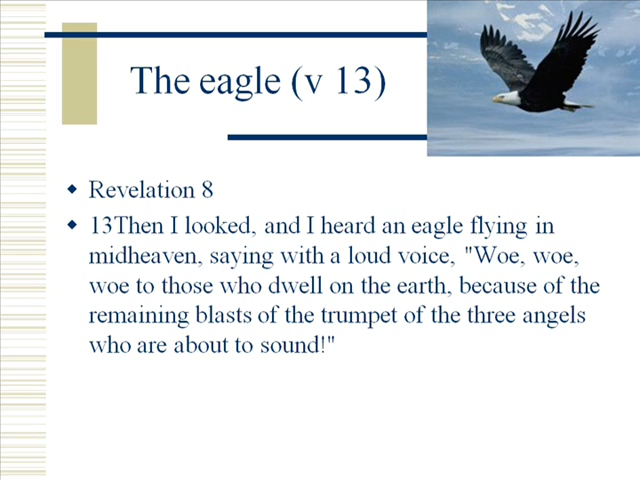 The eagle (v 13)
Revelation 8
13Then I looked, and I heard an eagle flying in
midheaven, saying with a loud voice, "Woe, woe,
woe to those who dwell on the earth, because of the
remaining blasts of the trumpet of the three angels
who are about to sound!"